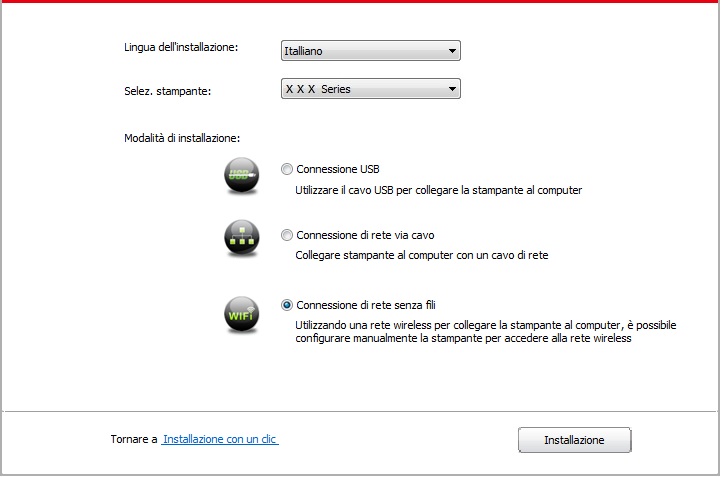 Lingua dell'installazione:
Italliano
Selez. stampante:
X X X Series
Modalità di installazione:
USB
Connessione USB
Utilizzare il cavo USB per collegare la stampante al computer
Connessione di rete via cavo
Collegare stampante al computer con un cavo di rete
WiFi
Connessione di rete senza fili
Utilizzando una rete wireless per collegare la stampante al computer, è possibile
configurare manualmente la stampante per accedere alla rete wireless
Tornare a Installazione con un clic
Installazione